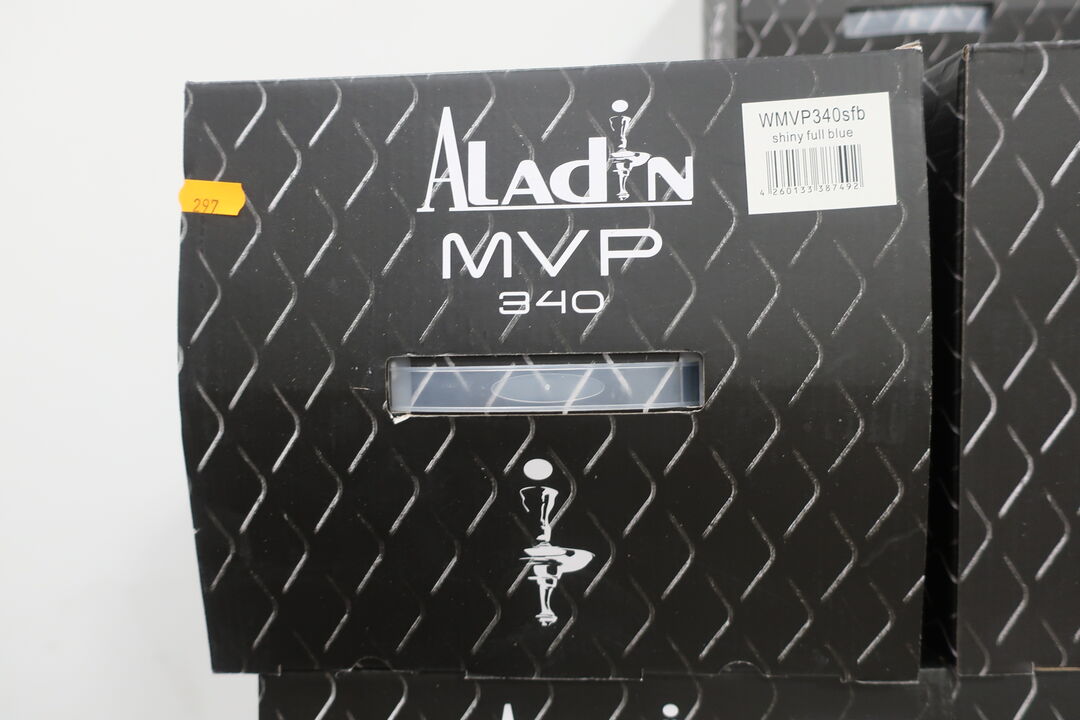 ALadin
MVP
340
WMVP340sfb
shiny full blue
4 260133 387492
297